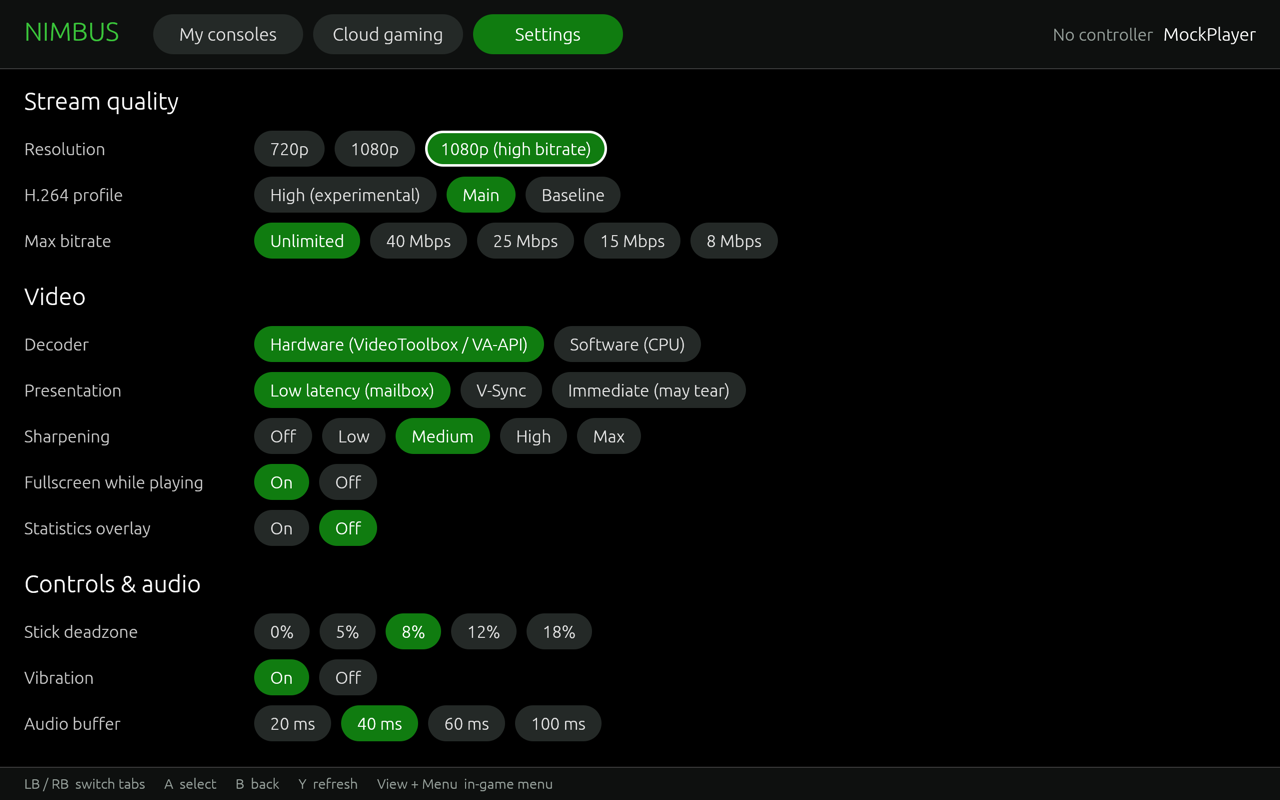 NIMBUS My consoles Cloud gaming Settings No controller MockPlayer
Stream quality
Resolution 720p 1080p 1080p (high bitrate)
H.264 profile High (experimental) Main Baseline
Max bitrate Unlimited 40 Mbps 25 Mbps 15 Mbps 8 Mbps
Video
Decoder Hardware (VideoToolbox / VA-API) Software (CPU)
Presentation Low latency (mailbox) V-Sync Immediate (may tear)
Sharpening Off Low Medium High Max
Fullscreen while playing On Off
Statistics overlay On Off
Controls & audio
Stick deadzone 0% 5% 8% 12% 18%
Vibration On Off
Audio buffer 20 ms 40 ms 60 ms 100 ms
LB / RB switch tabs A select B back Y refresh View + Menu in-game menu